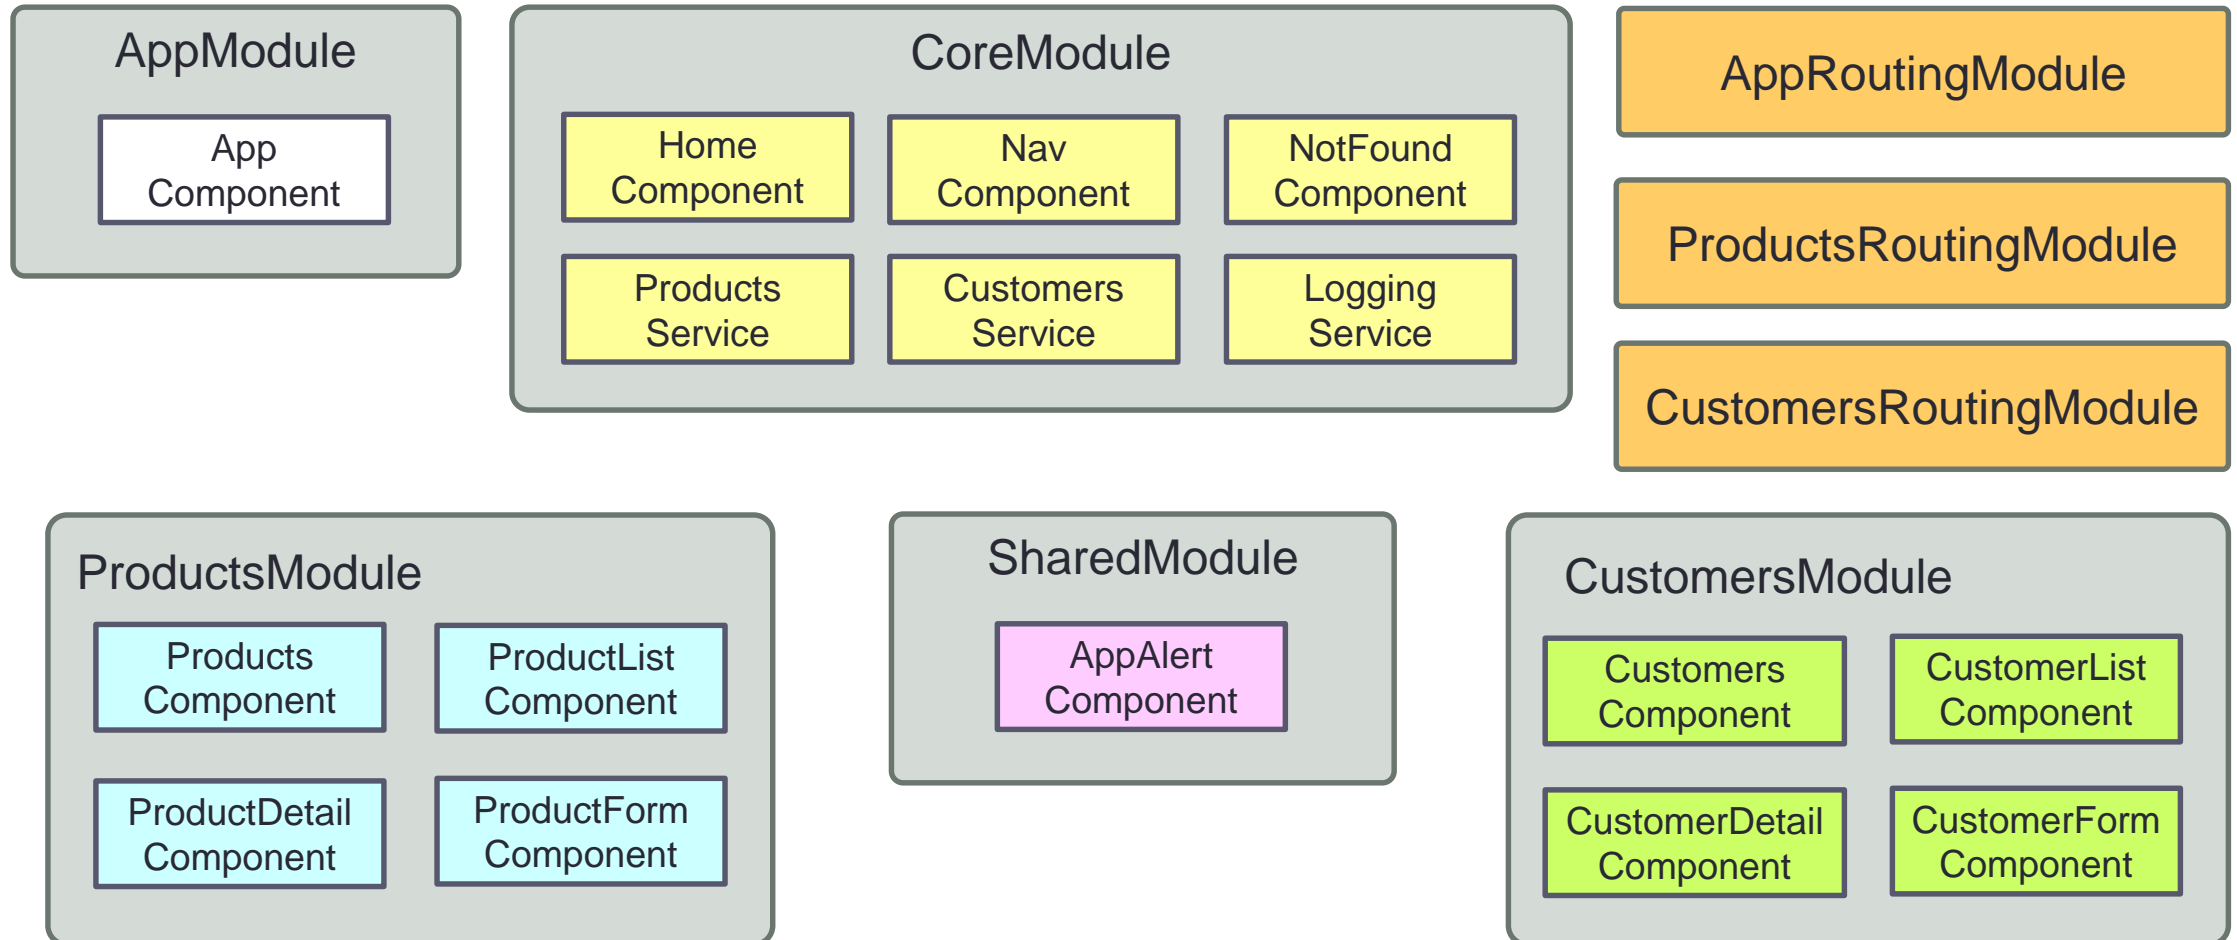 AppModule
App
Component
CoreModule
Home
Component
Nav
Component
NotFound
Component
Products
Service
Customers
Service
Logging
Service
AppRoutingModule
ProductsRoutingModule
CustomersRoutingModule
ProductsModule
Products
Component
ProductList
Component
ProductDetail
Component
ProductForm
Component
SharedModule
AppAlert
Component
CustomersModule
Customers
Component
CustomerList
Component
CustomerDetail
Component
CustomerForm
Component